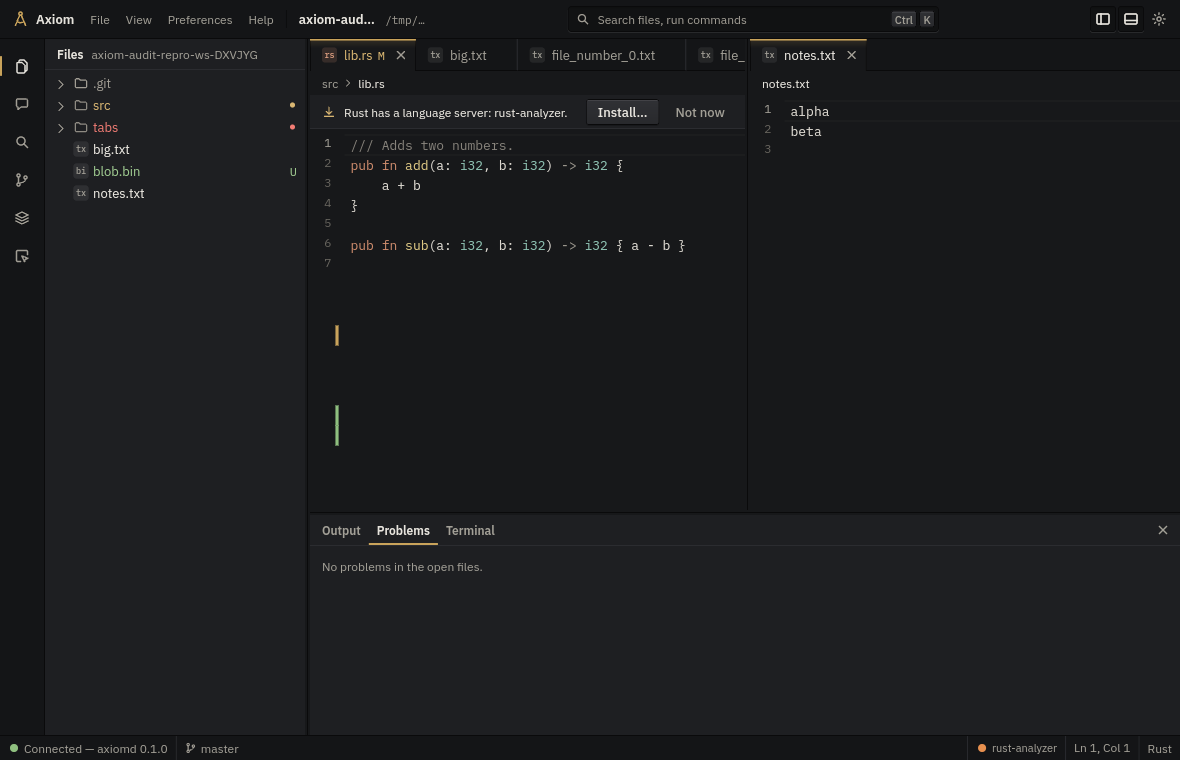 Axiom File View Preferences Help axiom-aud... /tmp/… Search files, run commands Ctrl K
Files axiom-audit-repro-ws-DXVJYG
.git
src
tabs
tx big.txt
bi blob.bin U
tx notes.txt
rs lib.rs M tx big.txt tx file_number_0.txt tx file_
src lib.rs
Rust has a language server: rust-analyzer. Install... Not now
1 /// Adds two numbers.
2 pub fn add(a: i32, b: i32) -> i32 {
3 a + b
4 }
5
6 pub fn sub(a: i32, b: i32) -> i32 { a - b }
7
tx notes.txt
notes.txt
1 alpha
2 beta
3
Output Problems Terminal
No problems in the open files.
Connected — axiomd 0.1.0 master rust-analyzer Ln 1, Col 1 Rust